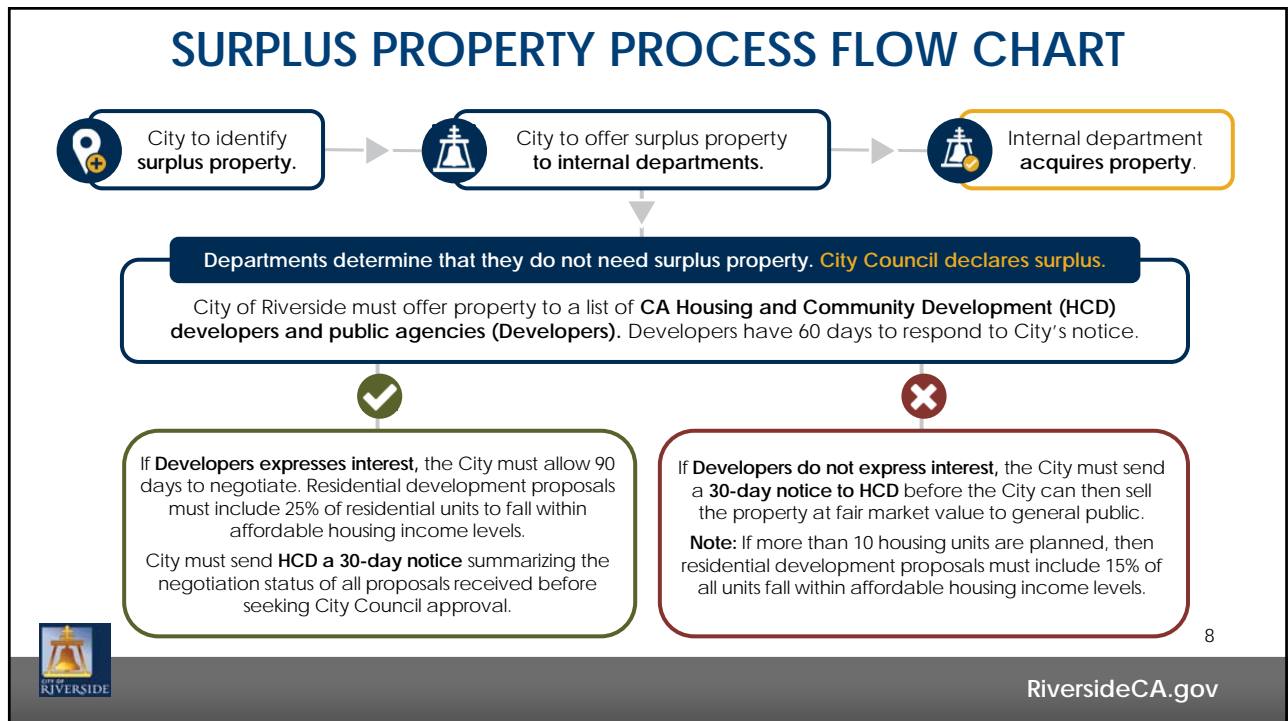 SURPLUS PROPERTY PROCESS FLOW CHART
City to identify
surplus property.
City to offer surplus property
to internal departments.
Internal department
acquires property.
Departments determine that they do not need surplus property. City Council declares surplus.
City of Riverside must offer property to a list of CA Housing and Community Development (HCD)
developers and public agencies (Developers). Developers have 60 days to respond to City's notice.
If Developers expresses interest, the City must allow 90
days to negotiate. Residential development proposals
must include 25% of residential units to fall within
affordable housing income levels.
City must send HCD a 30-day notice summarizing the
negotiation status of all proposals received before
seeking City Council approval.
If Developers do not express interest, the City must send
a 30-day notice to HCD before the City can then sell
the property at fair market value to general public.
Note: If more than 10 housing units are planned, then
residential development proposals must include 15% of
all units fall within affordable housing income levels.
8
CITY OF
RIVERSIDE
RiversideCA.gov